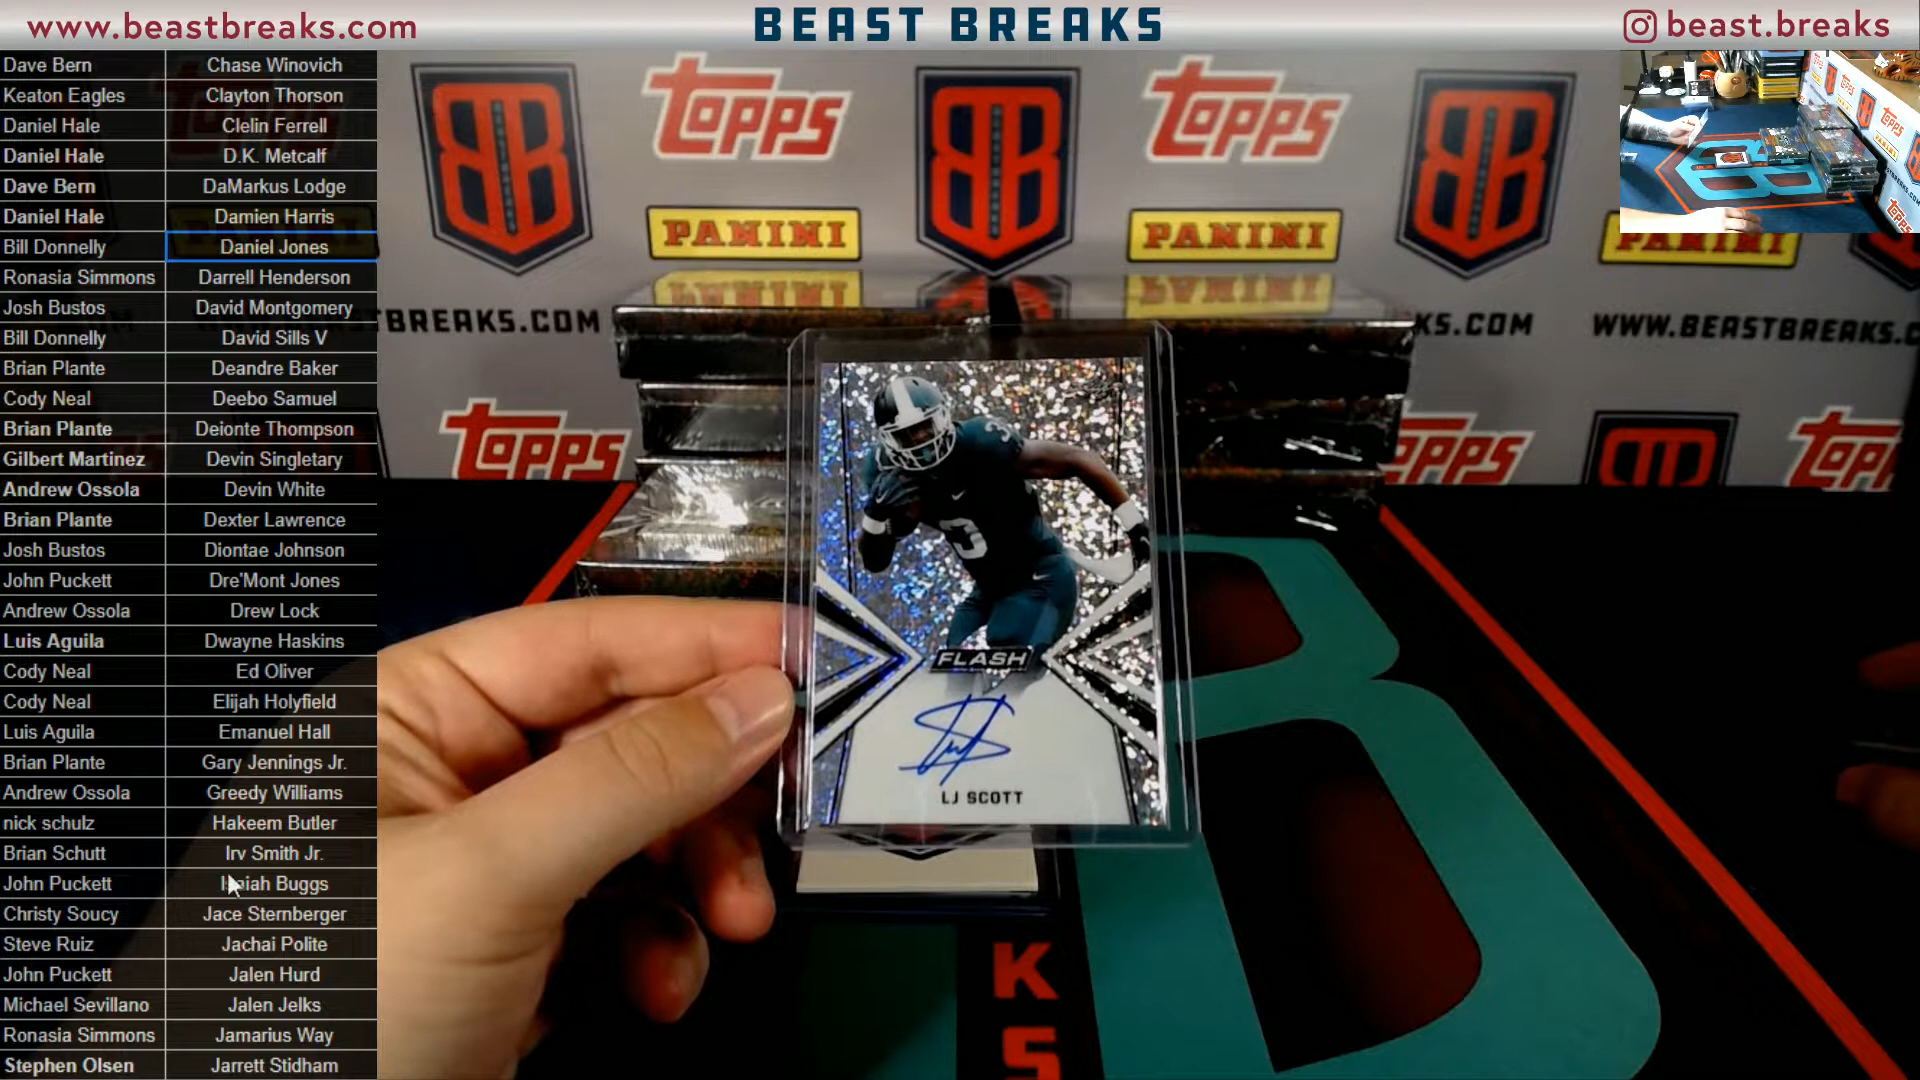 www.beastbreaks.com
BEAST BREAKS
beast.breaks
Dave Bern Chase Winovich
Keaton Eagles Clayton Thorson
Daniel Hale Clelin Ferrell
Daniel Hale D.K. Metcalf
Dave Bern DaMarkus Lodge
Daniel Hale Damien Harris
Bill Donnelly Daniel Jones
Ronasia Simmons Darrell Henderson
Josh Bustos David Montgomery
Bill Donnelly David Sills V
Brian Plante Deandre Baker
Cody Neal Deebo Samuel
Brian Plante Deionte Thompson
Gilbert Martinez Devin Singletary
Andrew Ossola Devin White
Brian Plante Dexter Lawrence
Josh Bustos Diontae Johnson
John Puckett Dre'Mont Jones
Andrew Ossola Drew Lock
Luis Aguila Dwayne Haskins
Cody Neal Ed Oliver
Cody Neal Elijah Holyfield
Luis Aguila Emanuel Hall
Brian Plante Gary Jennings Jr.
Andrew Ossola Greedy Williams
nick schulz Hakeem Butler
Brian Schutt Irv Smith Jr.
John Puckett Isaiah Buggs
Christy Soucy Jace Sternberger
Steve Ruiz Jachai Polite
John Puckett Jalen Hurd
Michael Sevillano Jalen Jelks
Ronasia Simmons Jamarius Way
Stephen Olsen Jarrett Stidham
Topps
Topps
PANINI
PANINI
PANINI
TBREAKS.COM
KS.COM
WWW.BEASTBREAKS.C
Topps
Topps
Topp
FLASH
LJ SCOTT
K
S